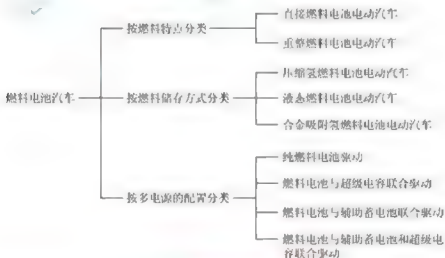 燃料电池汽车
按燃料特点分类
直接燃料电池电动汽车
重整燃料电池电动汽车
按燃料储存方式分类
压缩氢燃料电池电动汽车
液态燃料电池电动汽车
合金吸附氢燃料电池电动汽车
按多电源的配置分类
纯燃料电池驱动
燃料电池与超级电容联合驱动
燃料电池与辅助蓄电池联合驱动
燃料电池与辅助蓄电池和超级电
容联合驱动